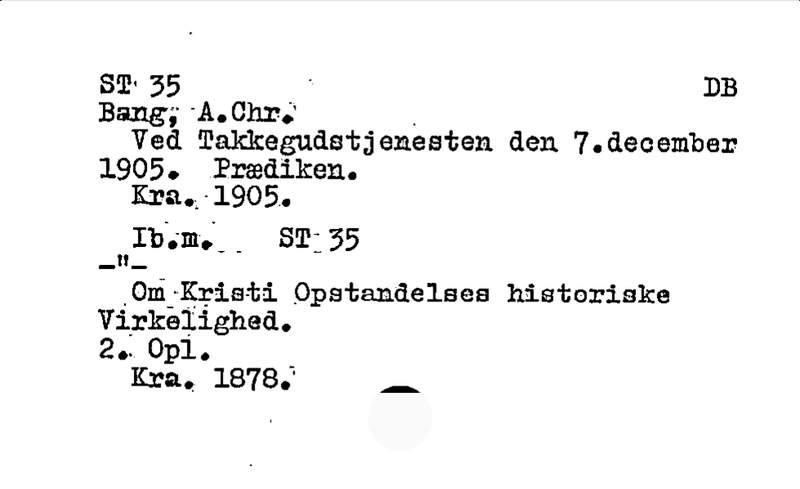 ST 35 DB
Bang, A.Chr.
Ved Takkegudstjenesten den 7.december
1905. Prædiken.
Kra. 1905.
Ib.m. ST 35
–"–
Om Kristi Opstandelses historiske
Virkelighed.
2. Opl.
Kra. 1878.